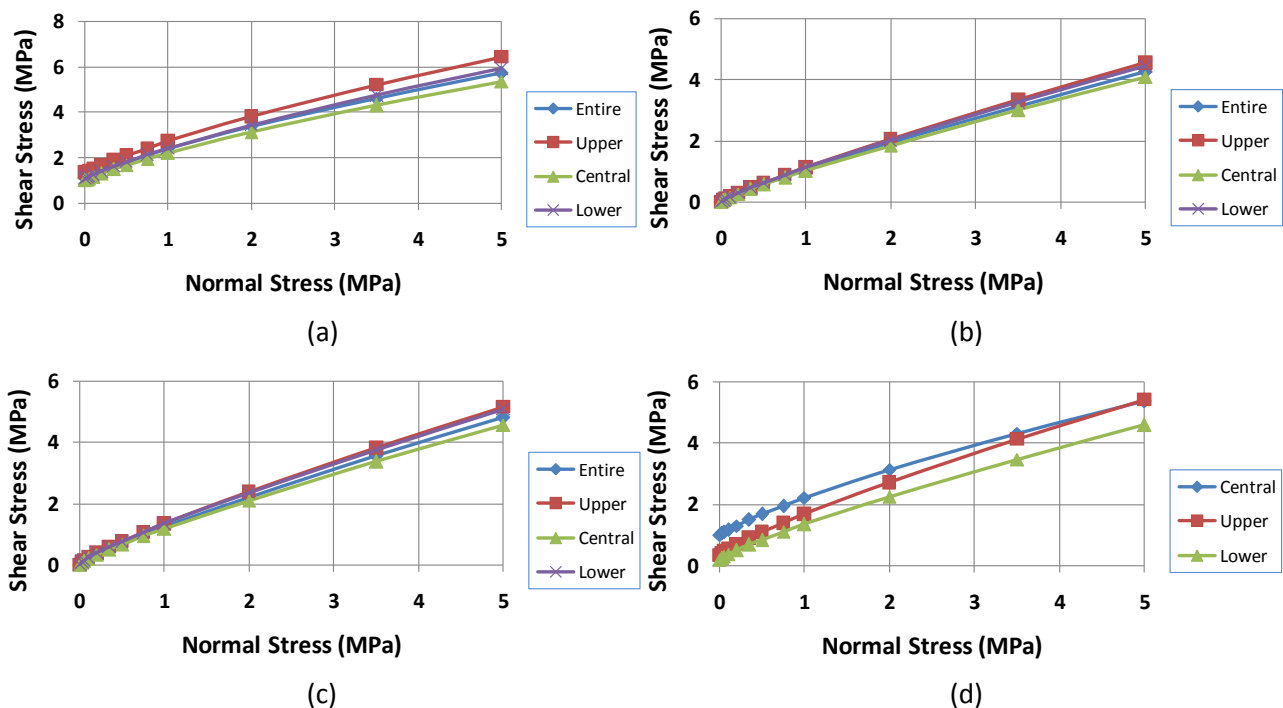 Shear Stress (MPa)
8
6
4
2
0
0 1 2 3 4 5
Normal Stress (MPa)
Entire
Upper
Central
Lower
(a)
Shear Stress (MPa)
6
4
2
0
0 1 2 3 4 5
Normal Stress (MPa)
Entire
Upper
Central
Lower
(b)
Shear Stress (MPa)
6
4
2
0
0 1 2 3 4 5
Normal Stress (MPa)
Entire
Upper
Central
Lower
(c)
Shear Stress (MPa)
6
4
2
0
0 1 2 3 4 5
Normal Stress (MPa)
Central
Upper
Lower
(d)